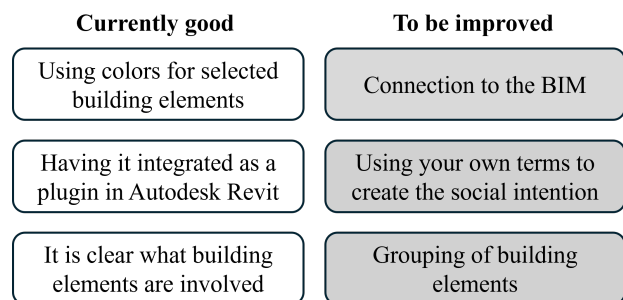 Currently good
To be improved
Using colors for selected
building elements
Connection to the BIM
Having it integrated as a
plugin in Autodesk Revit
Using your own terms to
create the social intention
It is clear what building
elements are involved
Grouping of building
elements